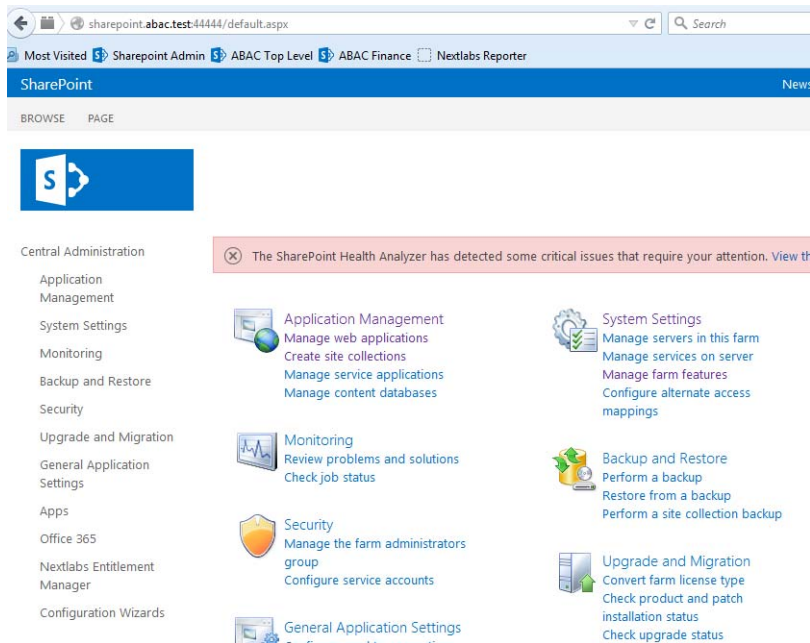 sharepoint.abac.test:44444/default.aspx
Search
Most Visited Sharepoint Admin ABAC Top Level ABAC Finance Nextlabs Reporter
SharePoint
BROWSE PAGE
S
Central Administration
Application
Management
System Settings
Monitoring
Backup and Restore
Security
Upgrade and Migration
General Application
Settings
Apps
Office 365
Nextlabs Entitlement
Manager
Configuration Wizards
The SharePoint Health Analyzer has detected some critical issues that require your attention. View
Application Management
Manage web applications
Create site collections
Manage service applications
Manage content databases
Monitoring
Review problems and solutions
Check job status
Security
Manage the farm administrators
group
Configure service accounts
General Application Settings
System Settings
Manage servers in this farm
Manage services on server
Manage farm features
Configure alternate access
mappings
Backup and Restore
Perform a backup
Restore from a backup
Perform a site collection backup
Upgrade and Migration
Convert farm license type
Check product and patch
installation status
Check upgrade status